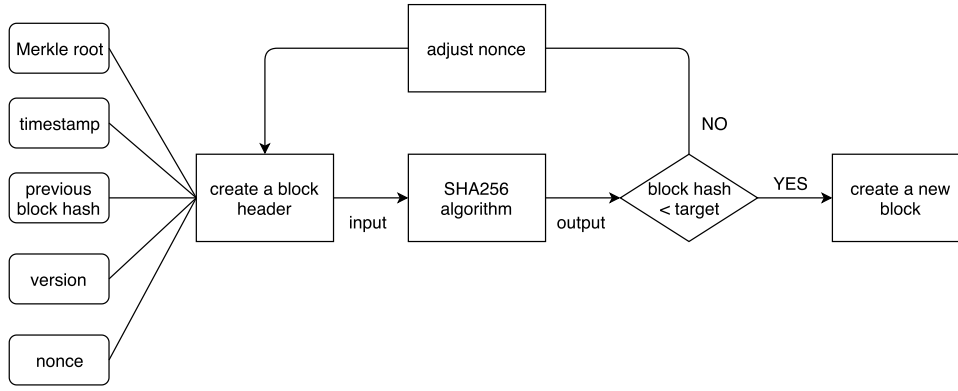 Merkle root
timestamp
previous
block hash
version
nonce
create a block
header
input
SHA256
algorithm
output
block hash
< target
NO
adjust nonce
YES
create a new
block